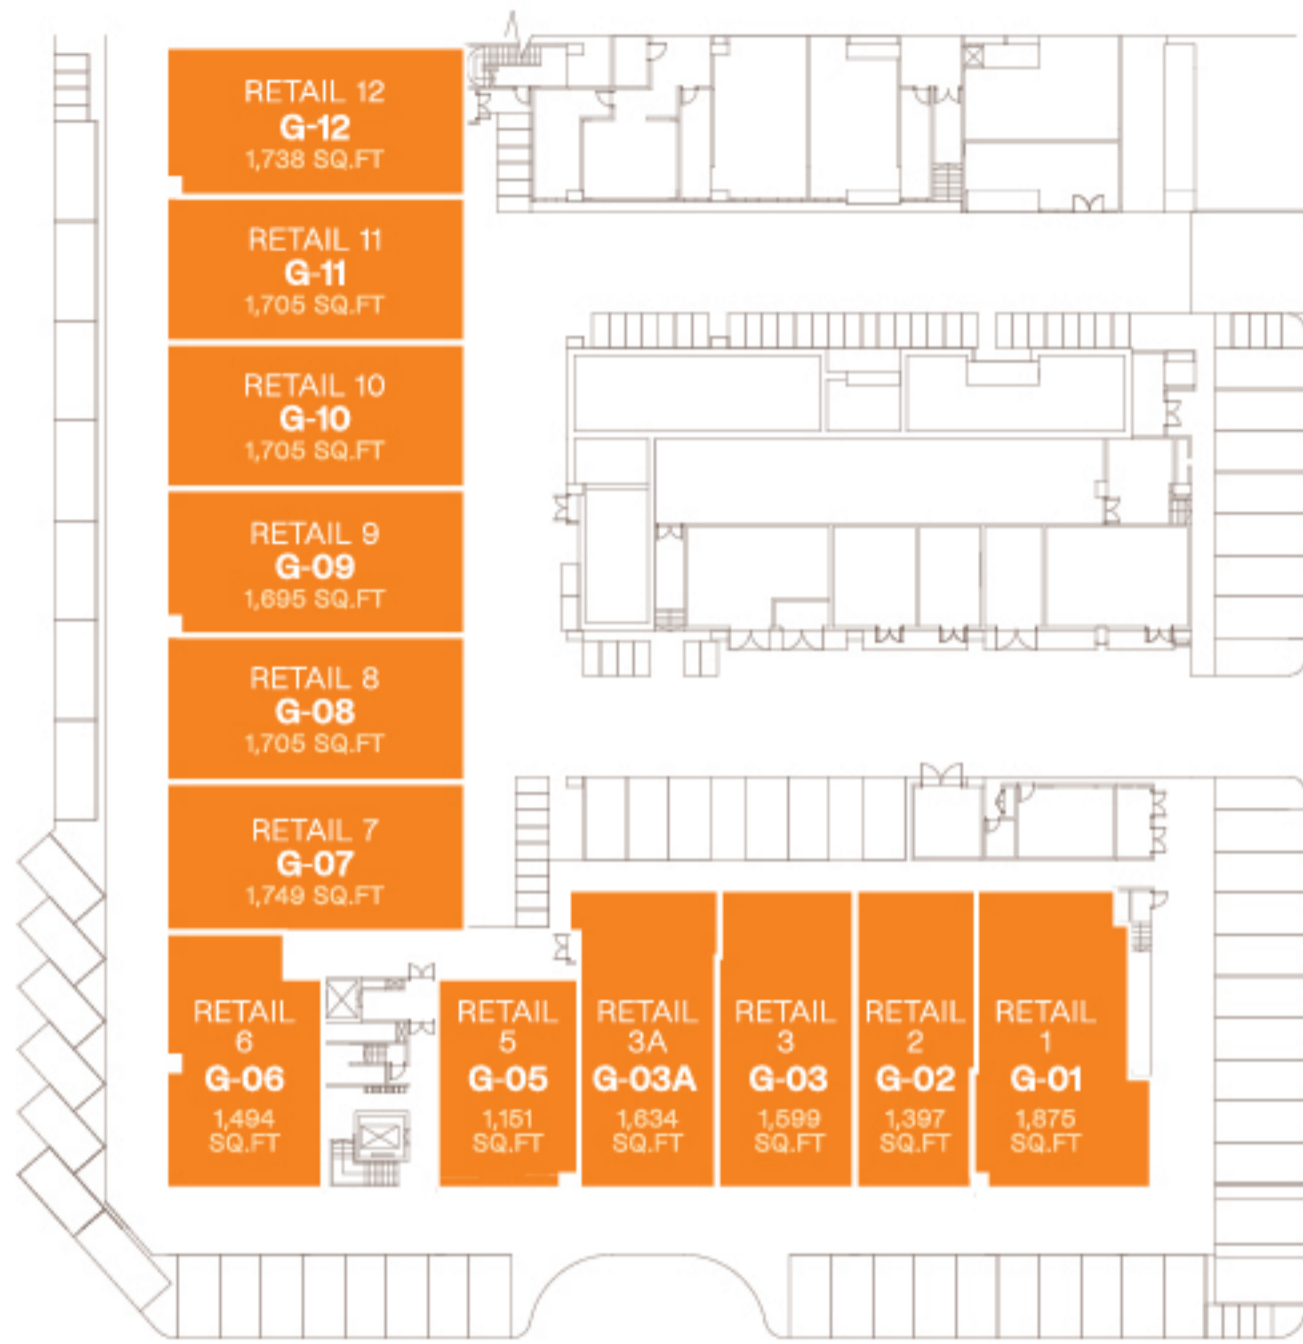 RETAIL 12
G-12
1,738 SQ.FT
RETAIL 11
G-11
1,705 SQ.FT
RETAIL 10
G-10
1,705 SQ.FT
RETAIL 9
G-09
1,695 SQ.FT
RETAIL 8
G-08
1,705 SQ.FT
RETAIL 7
G-07
1,749 SQ.FT
RETAIL
6
G-06
1,494
SQ.FT
RETAIL
5
G-05
1,151
SQ.FT
RETAIL
3A
G-03A
1,634
SQ.FT
RETAIL
3
G-03
1,599
SQ.FT
RETAIL
2
G-02
1,397
SQ.FT
RETAIL
1
G-01
1,875
SQ.FT